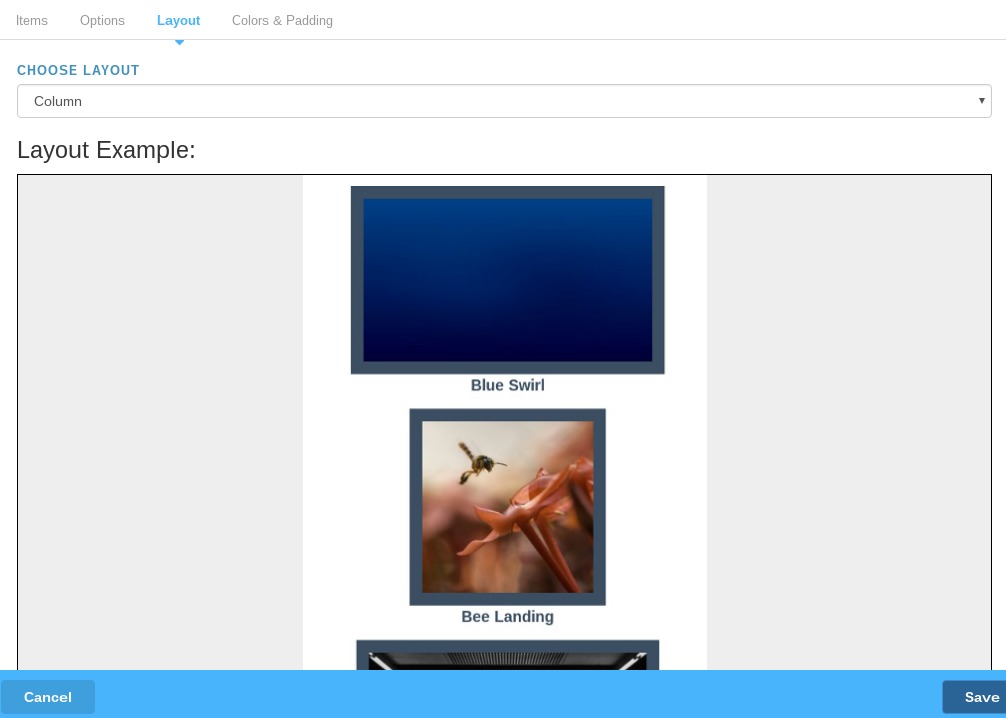 Items Options Layout Colors & Padding
CHOOSE LAYOUT
Column
Layout Example:
Blue Swirl
Bee Landing
Cancel Save